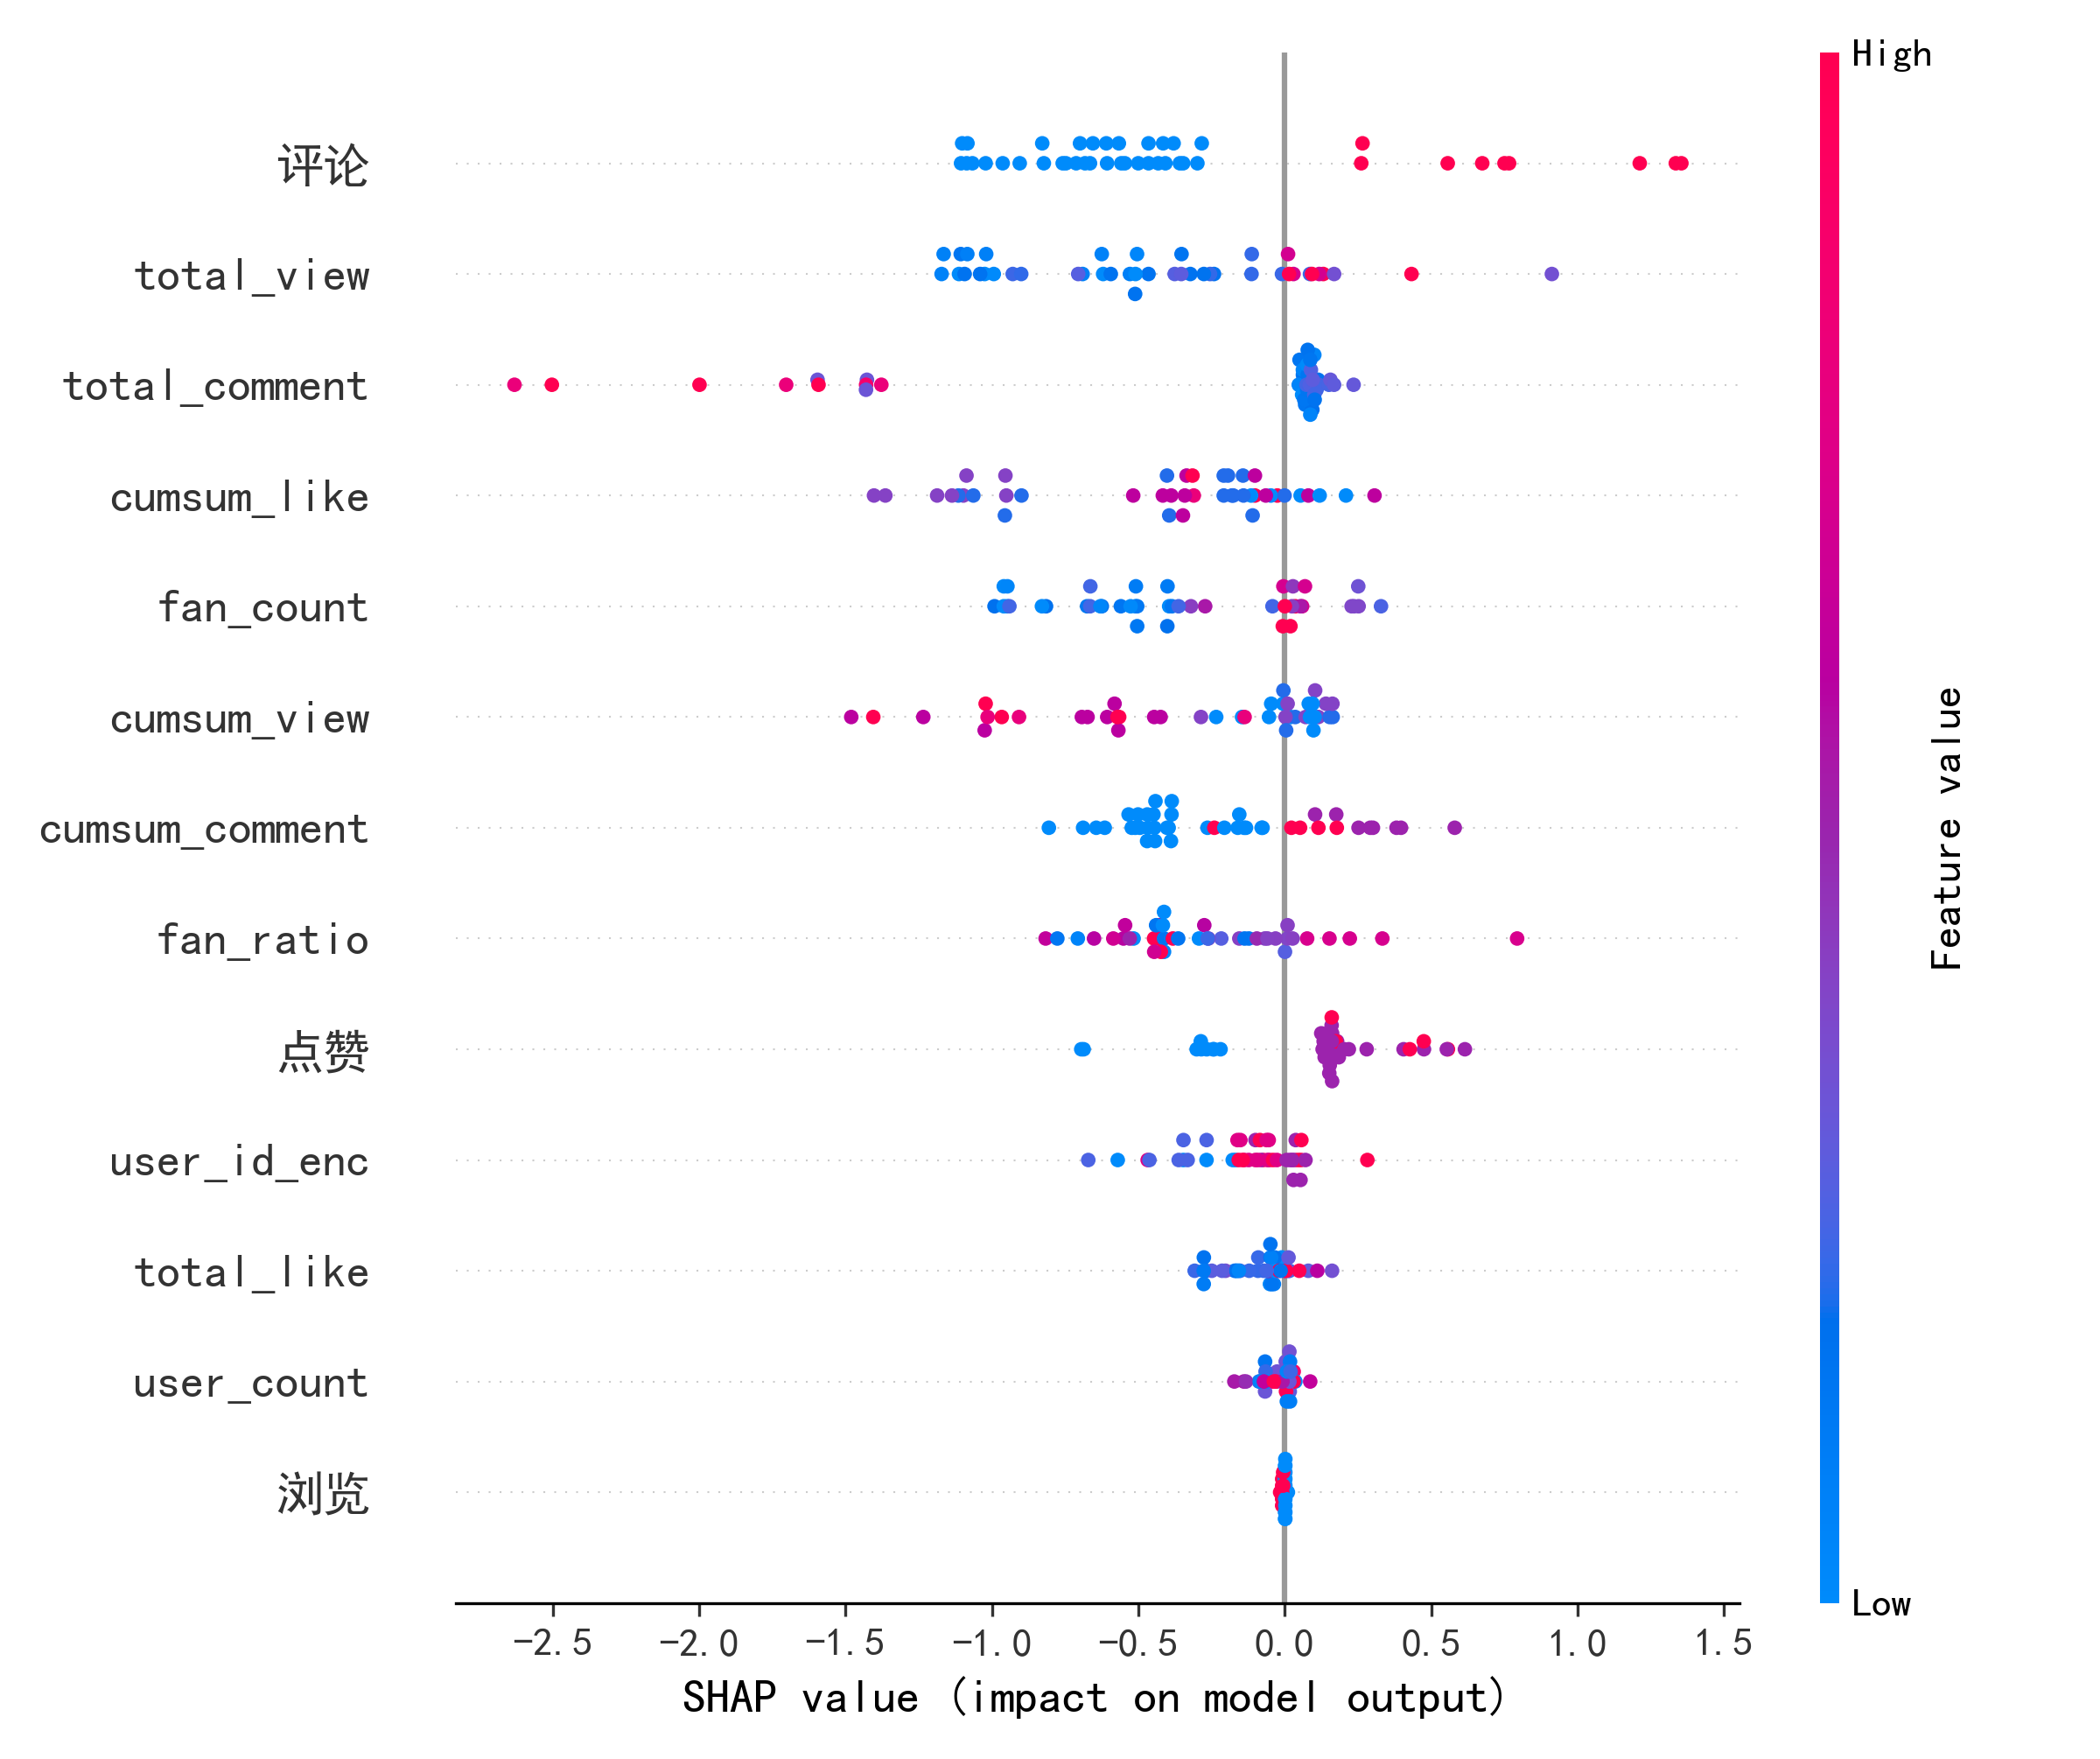 High
评论
total_view
total_comment
cumsum_like
fan_count
cumsum_view
cumsum_comment
fan_ratio
点赞
user_id_enc
total_like
user_count
浏览
Feature value
Low
-2.5 -2.0 -1.5 -1.0 -0.5 0.0 0.5 1.0 1.5
SHAP value (impact on model output)